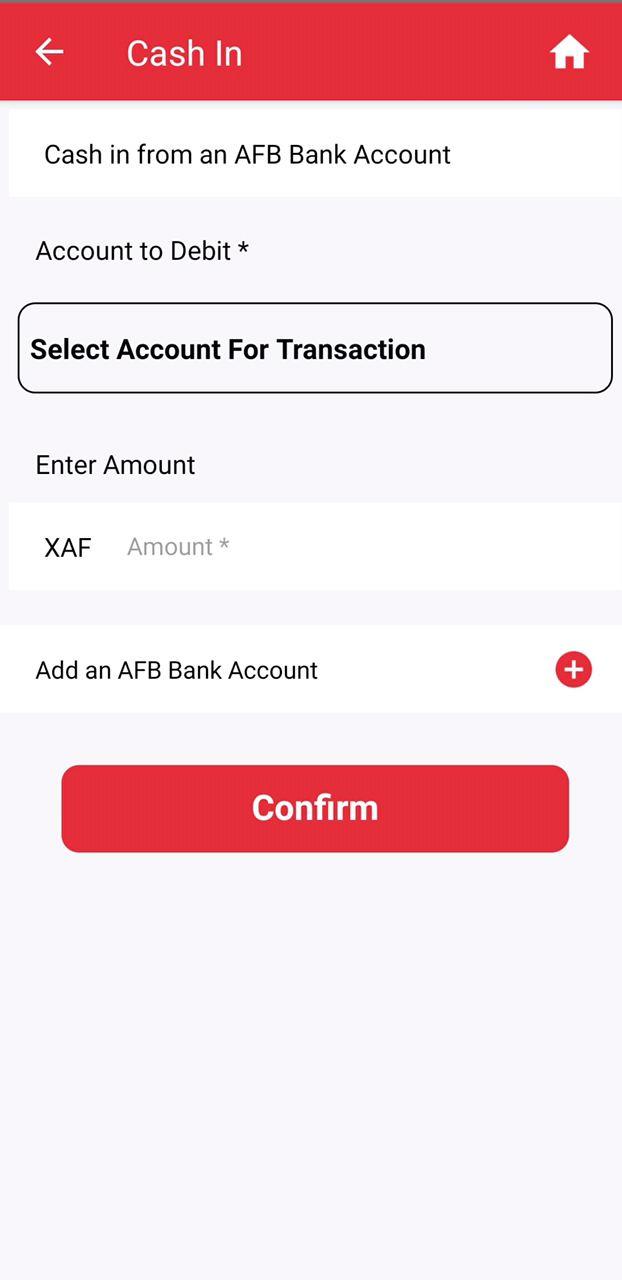 Cash In
Cash in from an AFB Bank Account
Account to Debit *
Select Account For Transaction
Enter Amount
XAF Amount *
Add an AFB Bank Account
Confirm